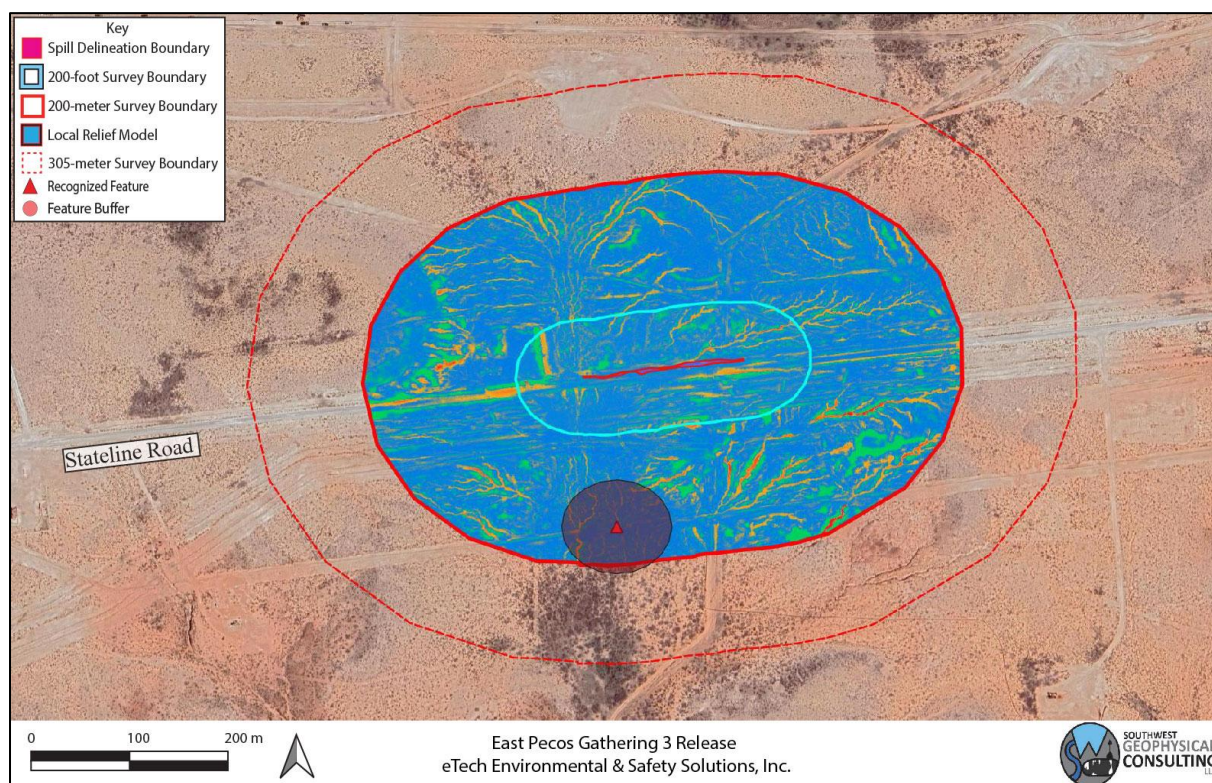 Key
Spill Delineation Boundary
200-foot Survey Boundary
200-meter Survey Boundary
Local Relief Model
305-meter Survey Boundary
Recognized Feature
Feature Buffer
Stateline Road
0 100 200 m
East Pecos Gathering 3 Release
eTech Environmental & Safety Solutions, Inc.
SOUTHWEST
GEOPHYSICAL
CONSULTING